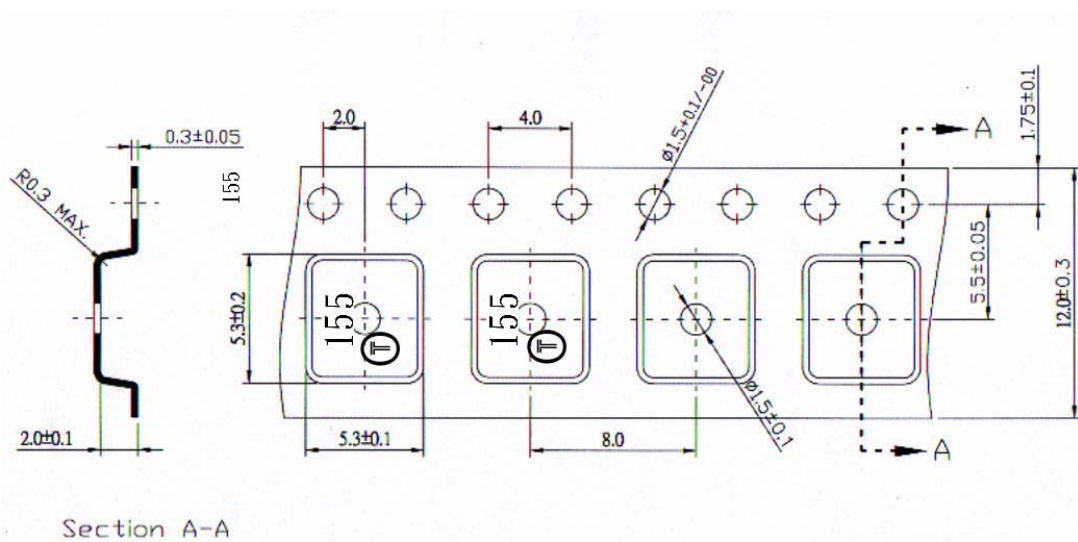 0.3±0.05
R0.3 MAX.
155
2.0
4.0
Ø1.5+0.1/-00
A
1.75±0.1
5.3±0.2
155
T
155
T
5.5±0.05
12.0±0.3
2.0±0.1
5.3±0.1
8.0
Ø1.5±0.1
A
Section A-A